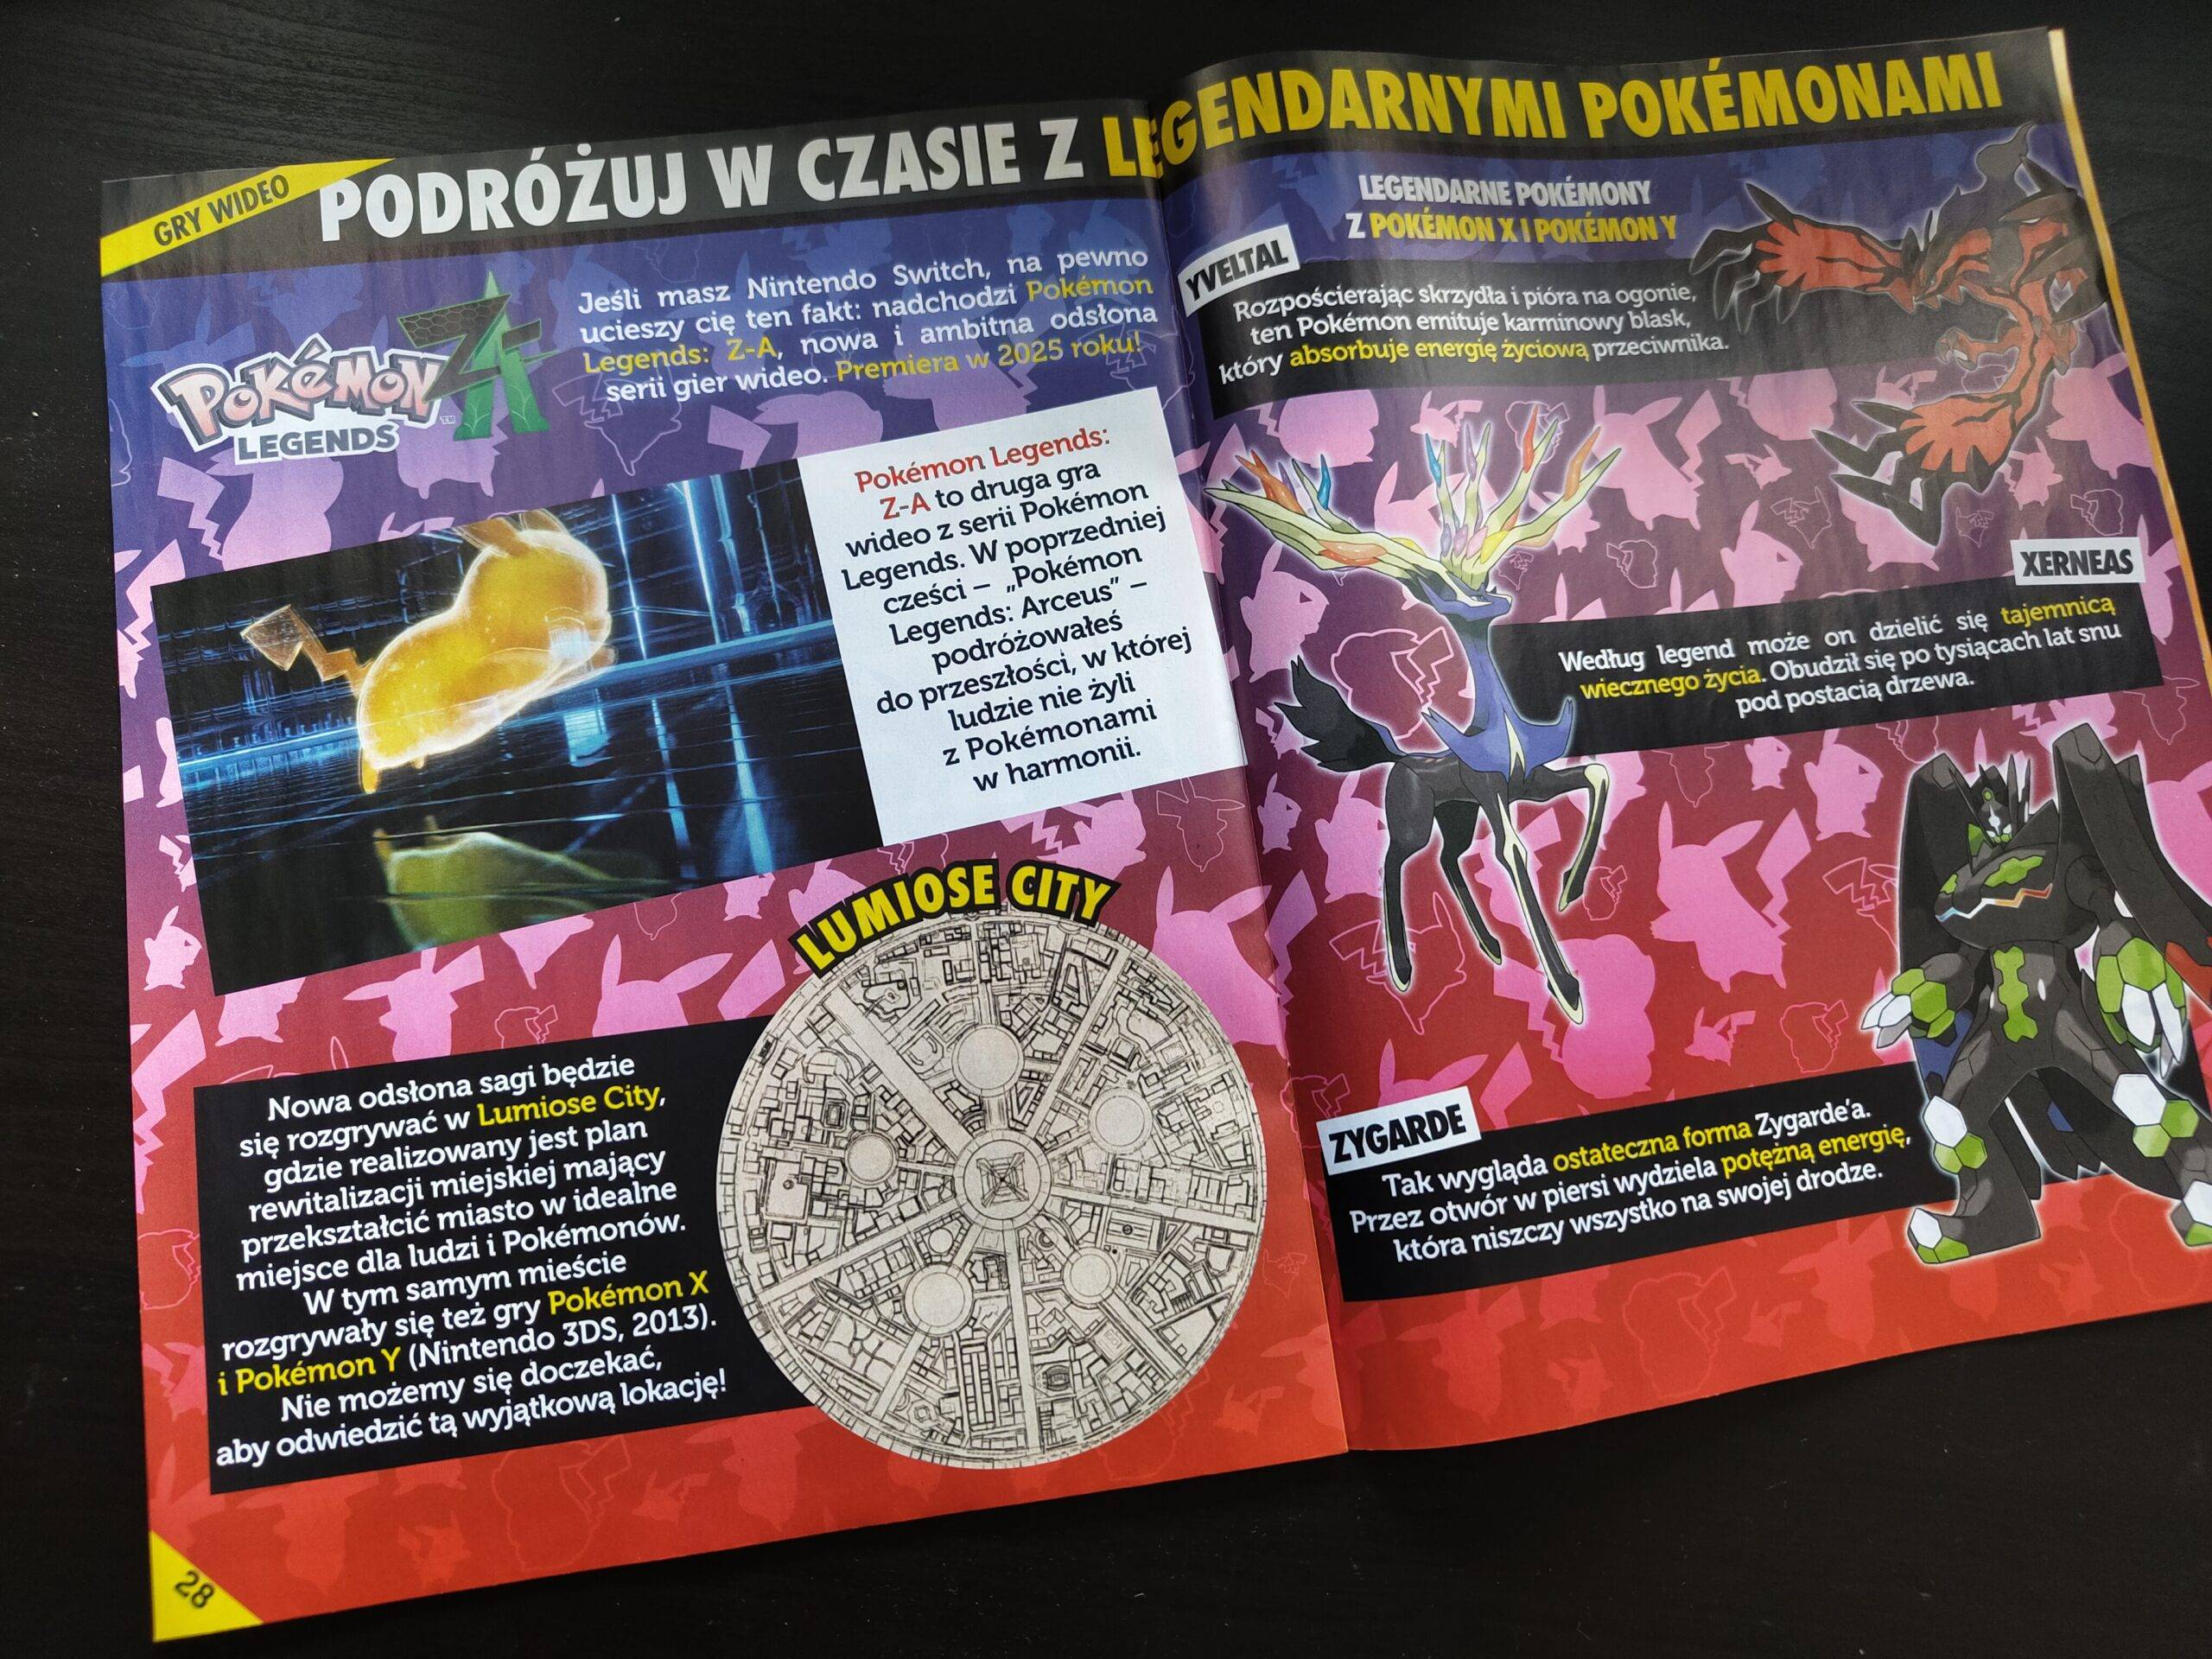 GRY WIDEO
PODRÓŻUJ W CZASIE Z LEGENDARNYMI POKÉMONAMI
POKÉMON Z-A
TM
LEGENDS
Jeśli masz Nintendo Switch, na pewno
ucieszy cię ten fakt: nadchodzi Pokémon
Legends: Z-A, nowa i ambitna odsłona
serii gier wideo. Premiera w 2025 roku!
Pokémon Legends:
Z-A to druga gra
wideo z serii Pokémon
Legends. W poprzedniej
cześci – „Pokémon
Legends: Arceus” –
podróżowałeś
do przeszłości, w której
ludzie nie żyli
z Pokémonami
w harmonii.
LUMIOSE CITY
Nowa odsłona sagi będzie
się rozgrywać w Lumiose City,
gdzie realizowany jest plan
rewitalizacji miejskiej mający
przekształcić miasto w idealne
miejsce dla ludzi i Pokémonów.
W tym samym mieście
rozgrywały się też gry Pokémon X
i Pokémon Y (Nintendo 3DS, 2013).
Nie możemy się doczekać,
aby odwiedzić tą wyjątkową lokację!
28
LEGENDARNE POKÉMONY
Z POKÉMON X I POKÉMON Y
YVELTAL
Rozpościerając skrzydła i pióra na ogonie,
ten Pokémon emituje karminowy blask,
który absorbuje energię życiową przeciwnika.
XERNEAS
Według legend może on dzielić się tajemnicą
wiecznego życia. Obudził się po tysiącach lat snu
pod postacią drzewa.
ZYGARDE
Tak wygląda ostateczna forma Zygarde'a.
Przez otwór w piersi wydziela potężną energię,
która niszczy wszystko na swojej drodze.